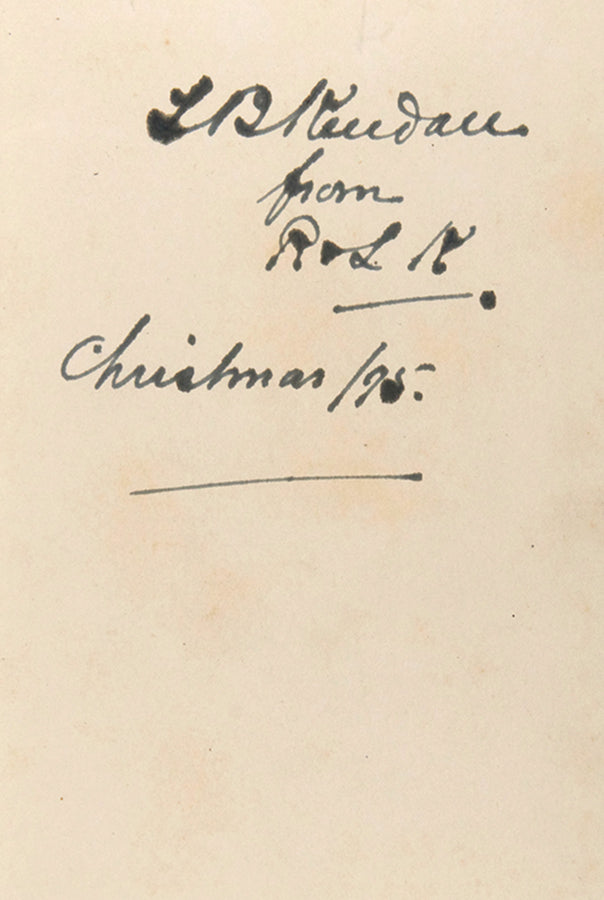 L B Kendall.
from
R & L K.
Christmas /95.